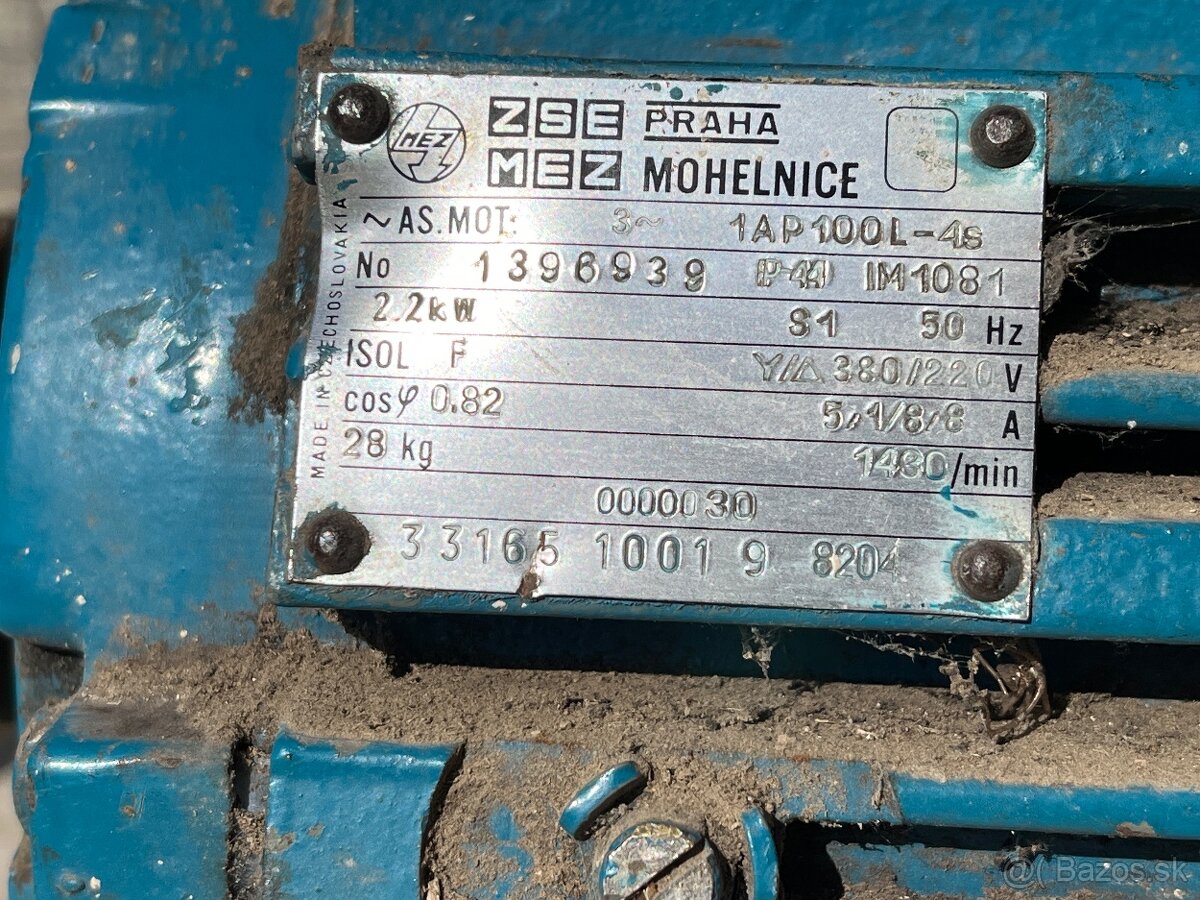 MEZ
ZSE PRAHA
MEZ MOHELNICE
~ AS. MOT: 3~ 1AP100L-4s
No 1396939 P-44 IM1081
2.2kW S1 50 Hz
ISOL F Y/Δ 380/220 V
cosφ 0.82 5,1/8,8 A
28 kg 1430/min
0000030
33165 1001 9 8204
MADE IN CZECHOSLOVAKIA
@( Bazos.sk